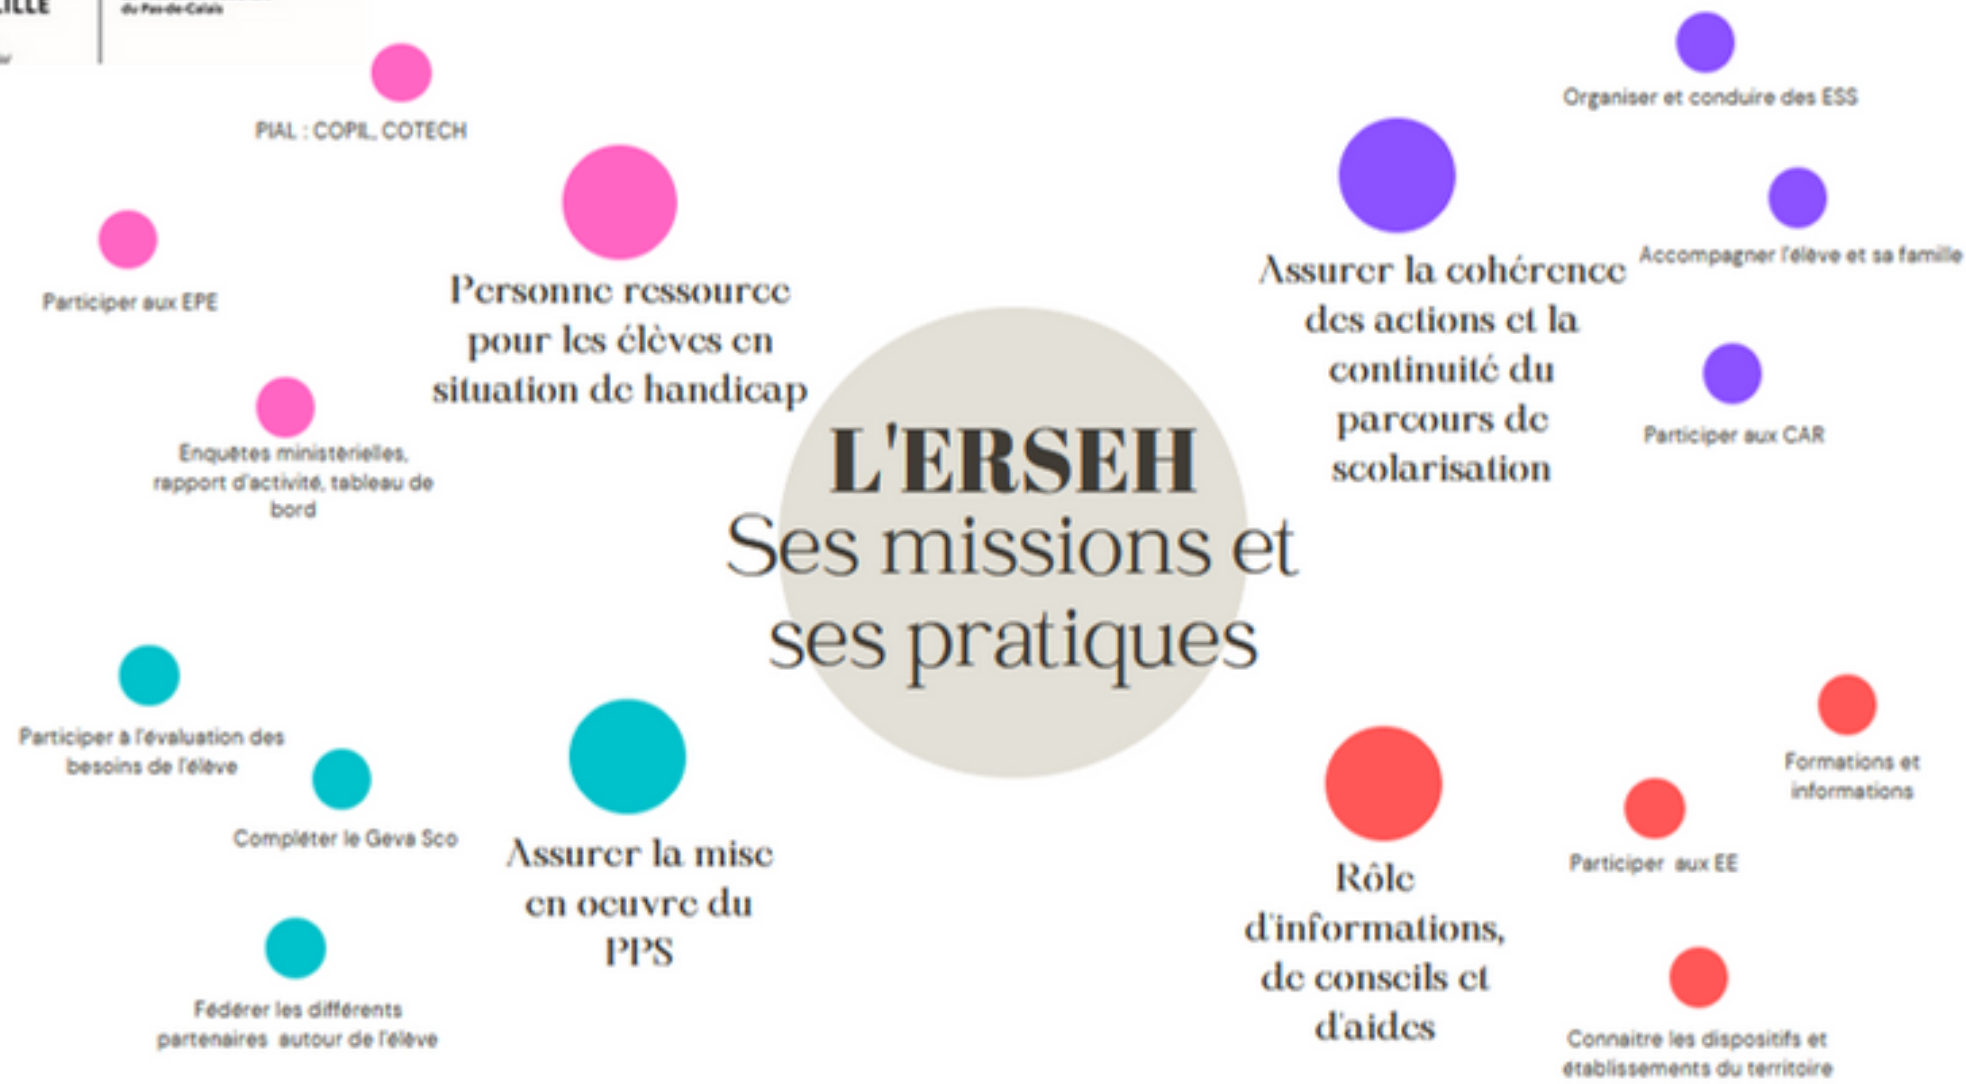 LILLE
du Pas-de-Calais
PIAL : COPIL, COTECH
Participer aux EPE
Enquêtes ministérielles,
rapport d'activité, tableau de
bord
Personne ressource
pour les élèves en
situation de handicap
Organiser et conduire des ESS
Accompagner l'élève et sa famille
Participer aux CAR
Assurer la cohérence
des actions et la
continuité du
parcours de
scolarisation
L'ERSEH
Ses missions et
ses pratiques
Participer à l'évaluation des
besoins de l'élève
Compléter le Geva Sco
Fédérer les différents
partenaires autour de l'élève
Assurer la mise
en oeuvre du
PPS
Rôle
d'informations,
de conseils et
d'aides
Formations et
informations
Participer aux EE
Connaitre les dispositifs et
établissements du territoire